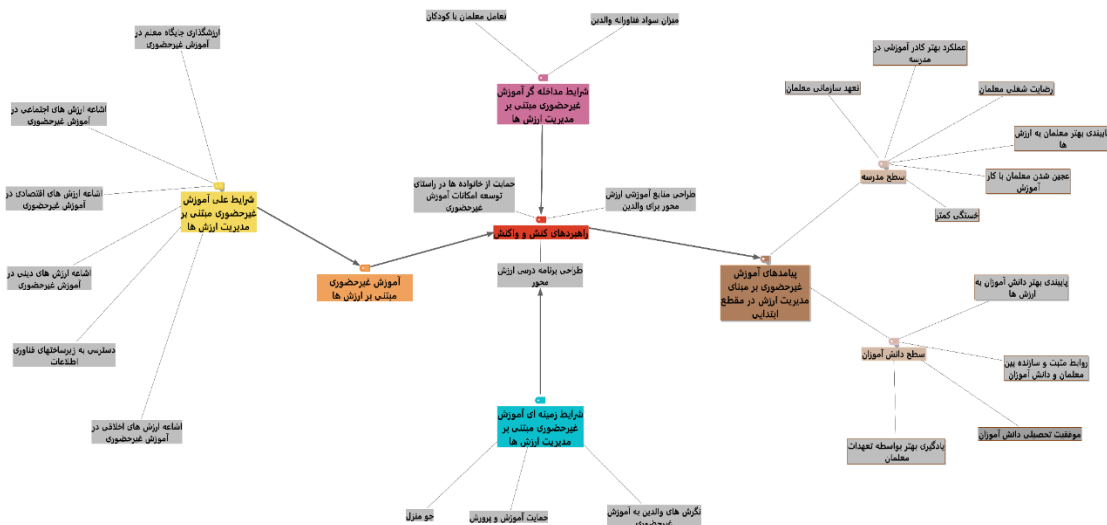 ارزشگذاری جایگاه معلم در
آموزش غیرحضوری
اشاعه ارزش های اجتماعی در
آموزش غیرحضوری
اشاعه ارزش های اقتصادی در
آموزش غیرحضوری
اشاعه ارزش های دینی در
آموزش غیرحضوری
دسترسی به زیرساختهای فناوری
اطلاعات
اشاعه ارزش های اخلاقی در
آموزش غیرحضوری
شرایط علی آموزش
غیرحضوری مبتنی بر
مدیریت ارزش ها
آموزش غیرحضوری
مبتنی بر ارزش ها
تعامل معلمان با کودکان
میزان سواد فناورانه والدین
شرایط مداخله گر آموزش
غیرحضوری مبتنی بر
مدیریت ارزش ها
حمایت از خانواده ها در راستای
توسعه امکانات آموزش
غیرحضوری
طراحی منابع آموزشی ارزش
محور برای والدین
راهبردهای کنش و واکنش
طراحی برنامه درسی ارزش
محور
شرایط زمینه ای آموزش
غیرحضوری مبتنی بر
مدیریت ارزش ها
جو منزل
حمایت آموزش و پرورش
نگرش های والدین به آموزش
غیرحضوری
پیامدهای آموزش
غیرحضوری بر مبنای
مدیریت ارزش در مقطع
ابتدایی
عملکرد بهتر کادر آموزشی در
مدرسه
تعهد سازمانی معلمان
رضایت شغلی معلمان
پایبندی بهتر معلمان به ارزش
ها
عجین شدن معلمان با کار
آموزش
خستگی کمتر
سطح مدرسه
پایبندی بهتر دانش آموزان به
ارزش ها
سطح دانش آموزان
روابط مثبت و سازنده بین
معلمان و دانش آموزان
موفقیت تحصیلی دانش آموزان
یادگیری بهتر بواسطه تعهدات
معلمان